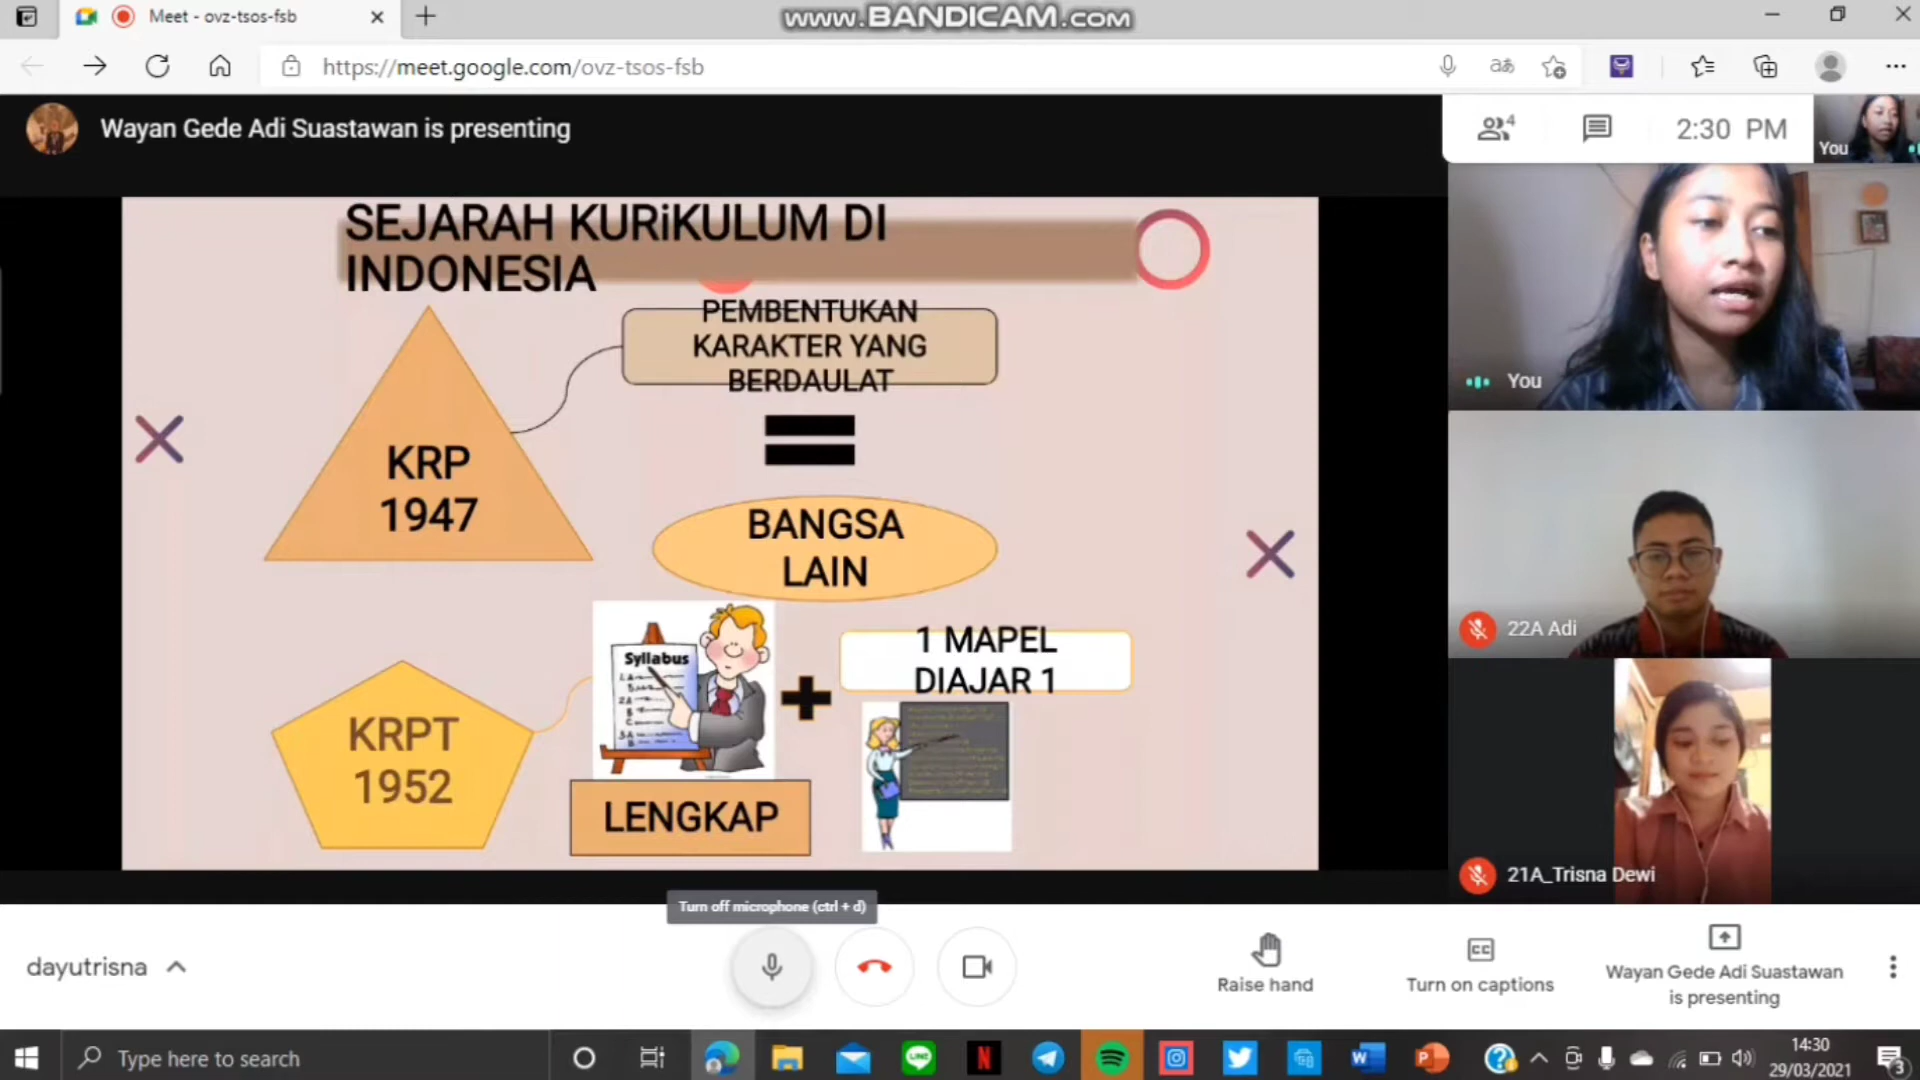 Meet - ovz-tsos-fsb
www.BANDICAM.com
https://meet.google.com/ovz-tsos-fsb
Wayan Gede Adi Suastawan is presenting
4
2:30 PM
You
SEJARAH KURiKULUM DI
INDONESIA
PEMBENTUKAN
KARAKTER YANG
BERDAULAT
KRP
1947
BANGSA
LAIN
You
22A Adi
Syllabus
1 MAPEL
DIAJAR 1
KRPT
1952
LENGKAP
21A_Trisna Dewi
Turn off microphone (ctrl + d)
dayutrisna
Raise hand
Turn on captions
Wayan Gede Adi Suastawan
is presenting
Type here to search
14:30
29/03/2021
3